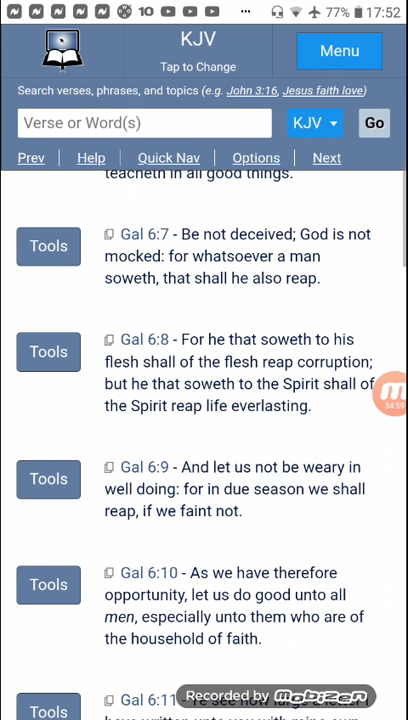 10 ... 77% 17:52
KJV
Tap to Change
Menu
Search verses, phrases, and topics (e.g. John 3:16, Jesus faith love)
Verse or Word(s)
KJV
Go
Prev | Help | Quick Nav | Options | Next
teacheth in all good things.
Tools
Gal 6:7 - Be not deceived; God is not
mocked: for whatsoever a man
soweth, that shall he also reap.
Tools
Gal 6:8 - For he that soweth to his
flesh shall of the flesh reap corruption;
but he that soweth to the Spirit shall of
the Spirit reap life everlasting.
34:59
Tools
Gal 6:9 - And let us not be weary in
well doing: for in due season we shall
reap, if we faint not.
Tools
Gal 6:10 - As we have therefore
opportunity, let us do good unto all
men, especially unto them who are of
the household of faith.
Tools
Gal 6:11
Recorded by Mobizen